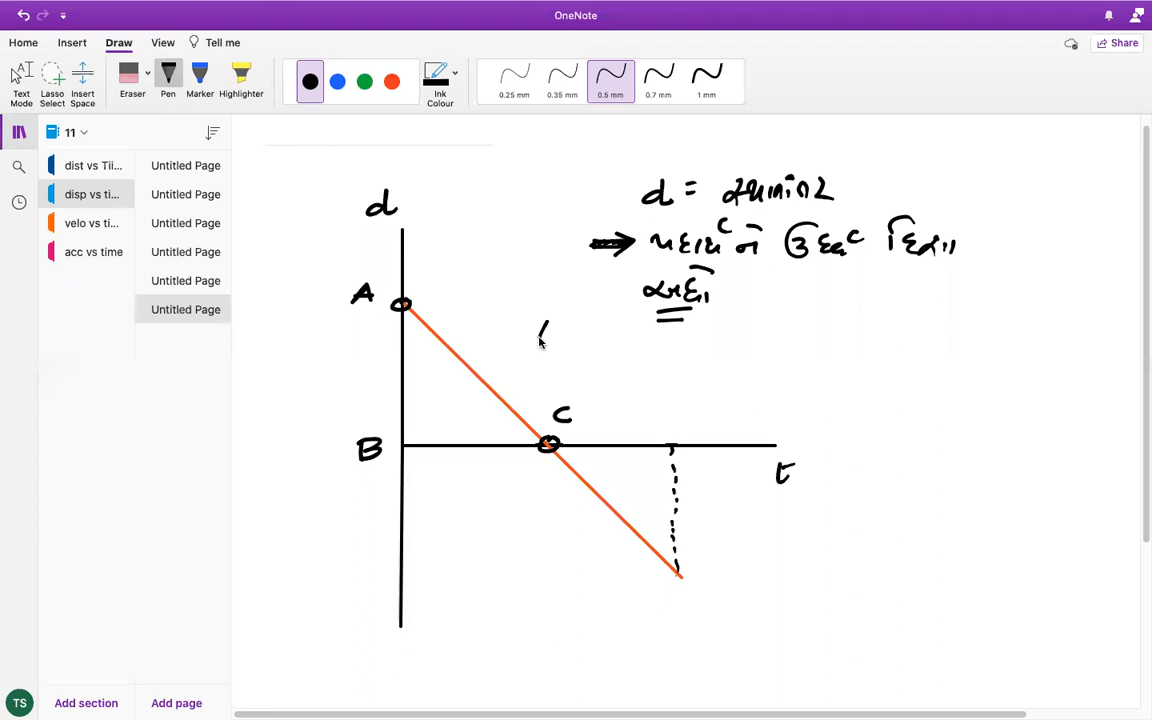 OneNote
Home Insert Draw View Tell me
Share
Text Mode
Lasso Select
Insert Space
Eraser
Pen
Marker
Highlighter
Ink Colour
0.25 mm
0.35 mm
0.5 mm
0.7 mm
1 mm
11
dist vs Tii...
disp vs ti...
velo vs ti...
acc vs time
Untitled Page
Untitled Page
Untitled Page
Untitled Page
Untitled Page
Untitled Page
d
d =
A
C
B
t
TS
Add section
Add page